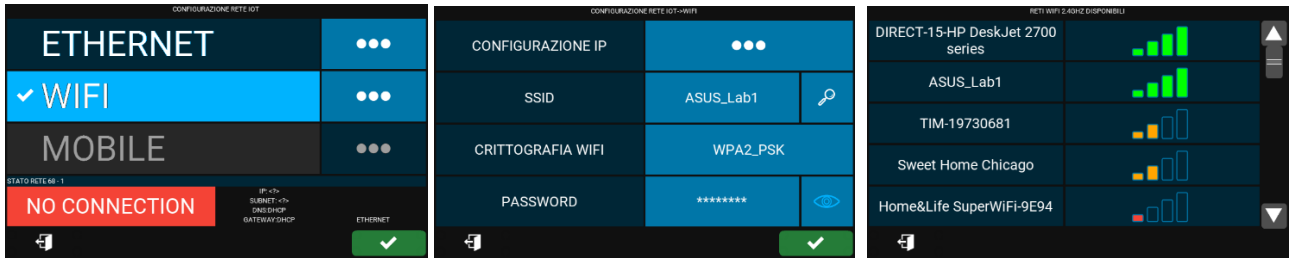 CONFIGURAZIONE RETE IOT
ETHERNET
WIFI
MOBILE
STATO RETE 68 - 1
NO CONNECTION
IP: <?>
SUBNET: <?>
DNS:DHCP
GATEWAY:DHCP
ETHERNET
CONFIGURAZIONE RETE IOT->WIFI
CONFIGURAZIONE IP
SSID
ASUS_Lab1
CRITTOGRAFIA WIFI
WPA2_PSK
PASSWORD
********
RETI WIFI 2.4GHZ DISPONIBILI
DIRECT-15-HP DeskJet 2700
series
ASUS_Lab1
TIM-19730681
Sweet Home Chicago
Home&Life SuperWiFi-9E94